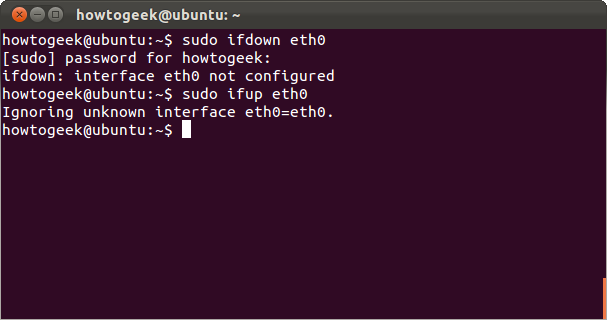 howtogeek@ubuntu: ~
howtogeek@ubuntu:~$ sudo ifdown eth0
[sudo] password for howtogeek:
ifdown: interface eth0 not configured
howtogeek@ubuntu:~$ sudo ifup eth0
Ignoring unknown interface eth0=eth0.
howtogeek@ubuntu:~$